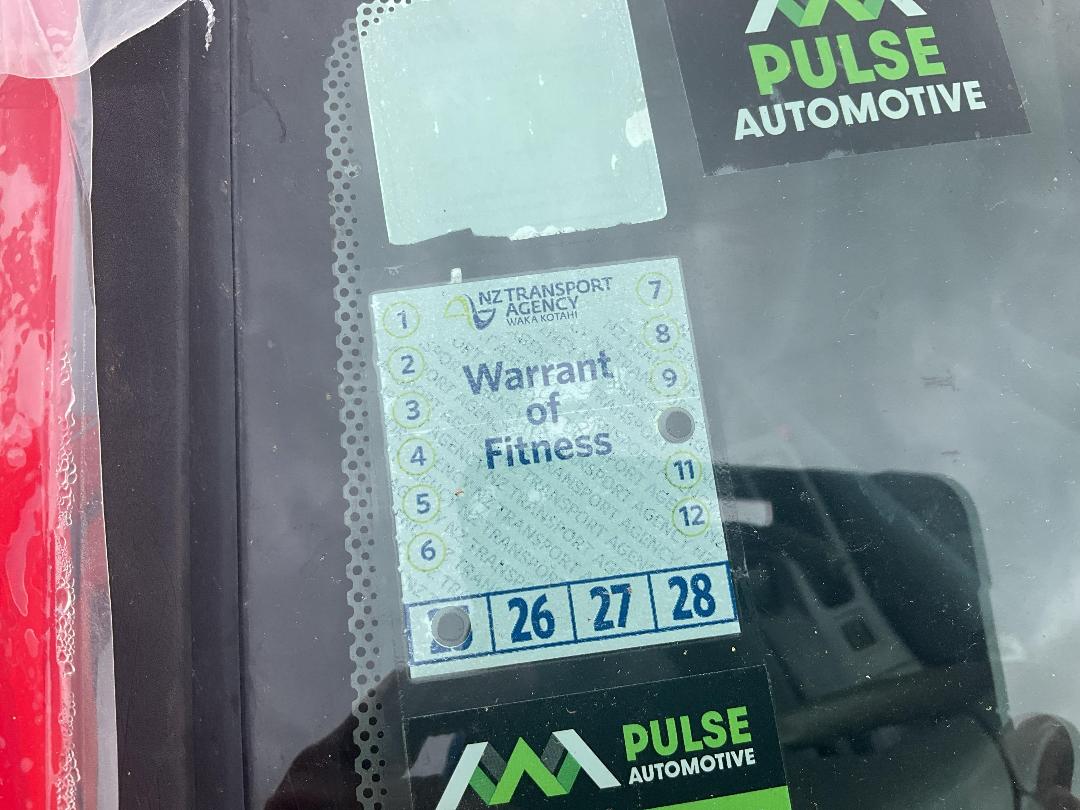 PULSE
AUTOMOTIVE
NZ TRANSPORT
AGENCY
WAKA KOTAHI
Warrant
of
Fitness
1
2
3
4
5
6
7
8
9
11
12
26 27 28
PULSE
AUTOMOTIVE